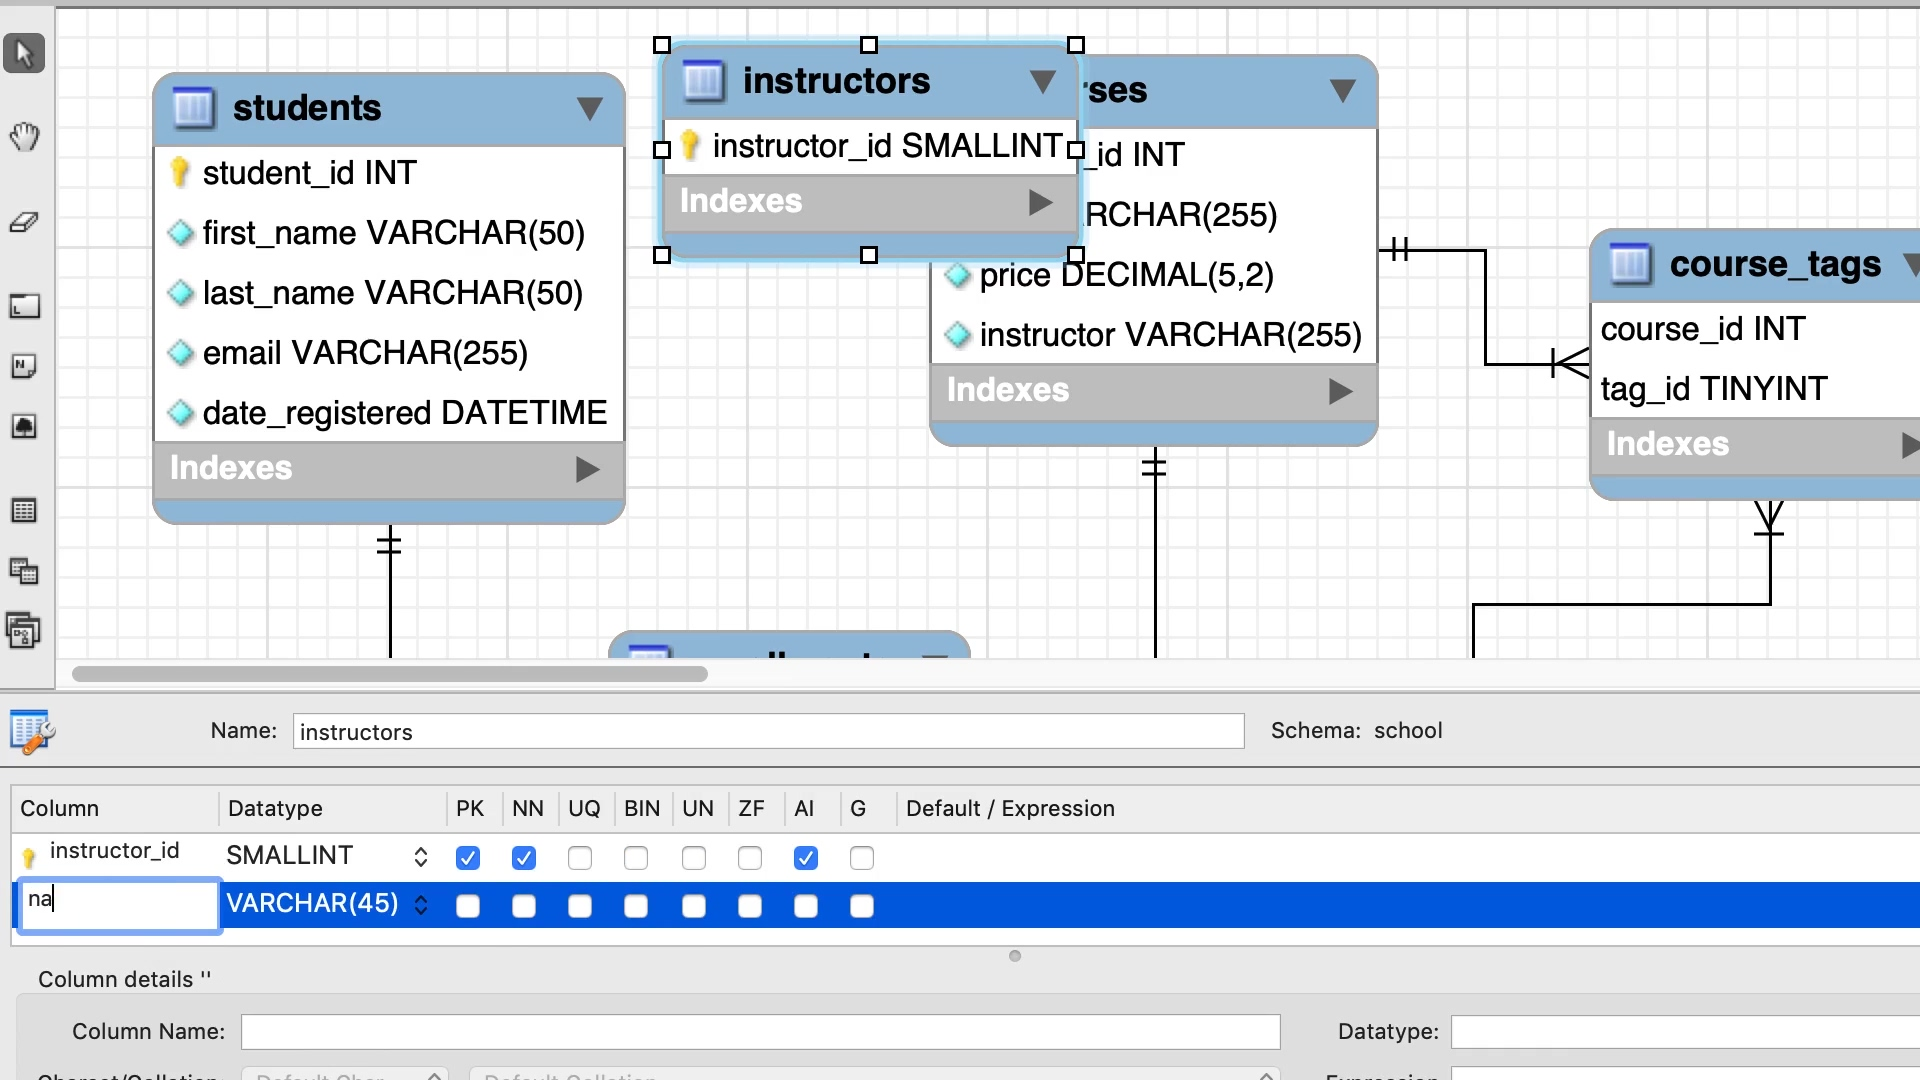 students
student_id INT
first_name VARCHAR(50)
last_name VARCHAR(50)
email VARCHAR(255)
date_registered DATETIME
Indexes
instructors
instructor_id SMALLINT
Indexes
rses
_id INT
RCHAR(255)
price DECIMAL(5,2)
instructor VARCHAR(255)
Indexes
course_tags
course_id INT
tag_id TINYINT
Indexes
Name: instructors Schema: school
Column Datatype PK NN UQ BIN UN ZF AI G Default / Expression
instructor_id SMALLINT
na VARCHAR(45)
Column details ''
Column Name: Datatype: